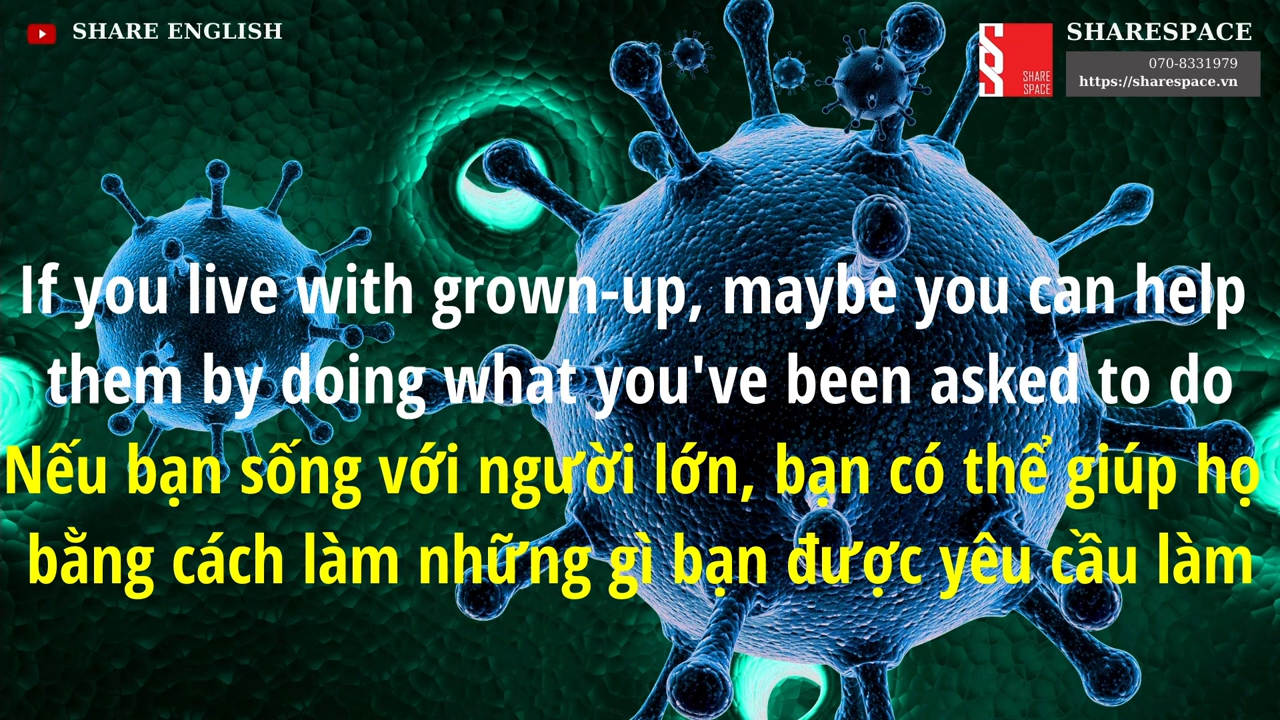 SHARE ENGLISH
SHARESPACE
070-8331979
https://sharespace.vn
SHARE
SPACE
If you live with grown-up, maybe you can help
them by doing what you've been asked to do
Nếu bạn sống với người lớn, bạn có thể giúp họ
bằng cách làm những gì bạn được yêu cầu làm